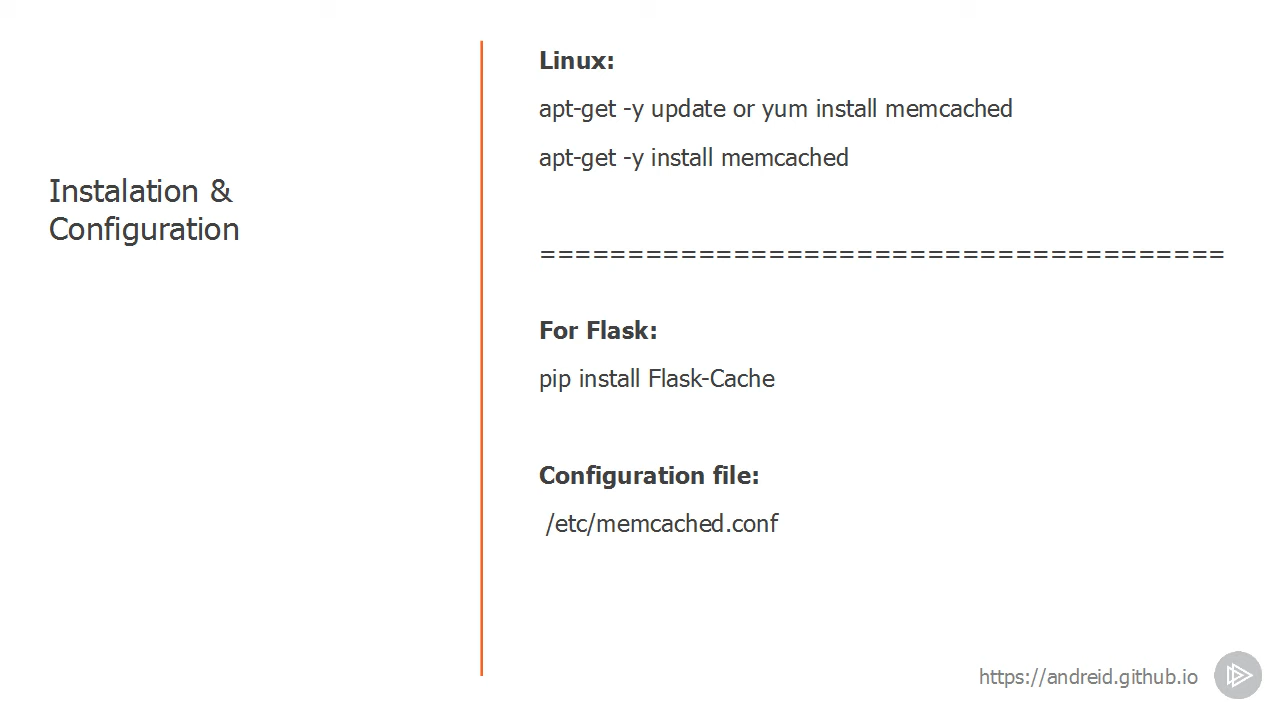 Instalation &
Configuration
Linux:
apt-get -y update or yum install memcached
apt-get -y install memcached
=======================================
For Flask:
pip install Flask-Cache
Configuration file:
/etc/memcached.conf
https://andreid.github.io